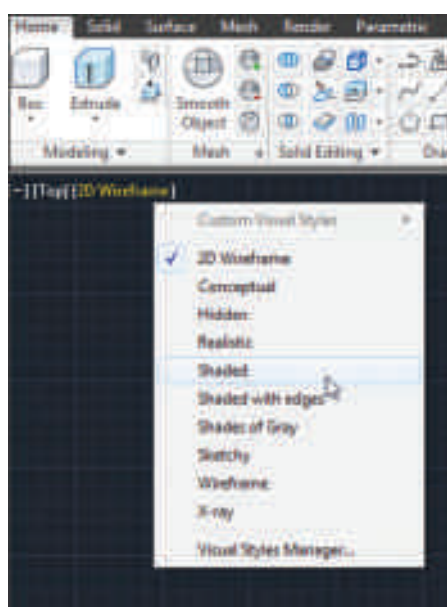 Home Solid Surface Mesh Render Parametric
Box Extrude Smooth Object
Modeling Mesh Solid Editing
[-][Top][2D Wireframe]
Custom Visual Styles
2D Wireframe
Conceptual
Hidden
Realistic
Shaded
Shaded with edges
Shades of Gray
Sketchy
Wireframe
X-ray
Visual Styles Manager...